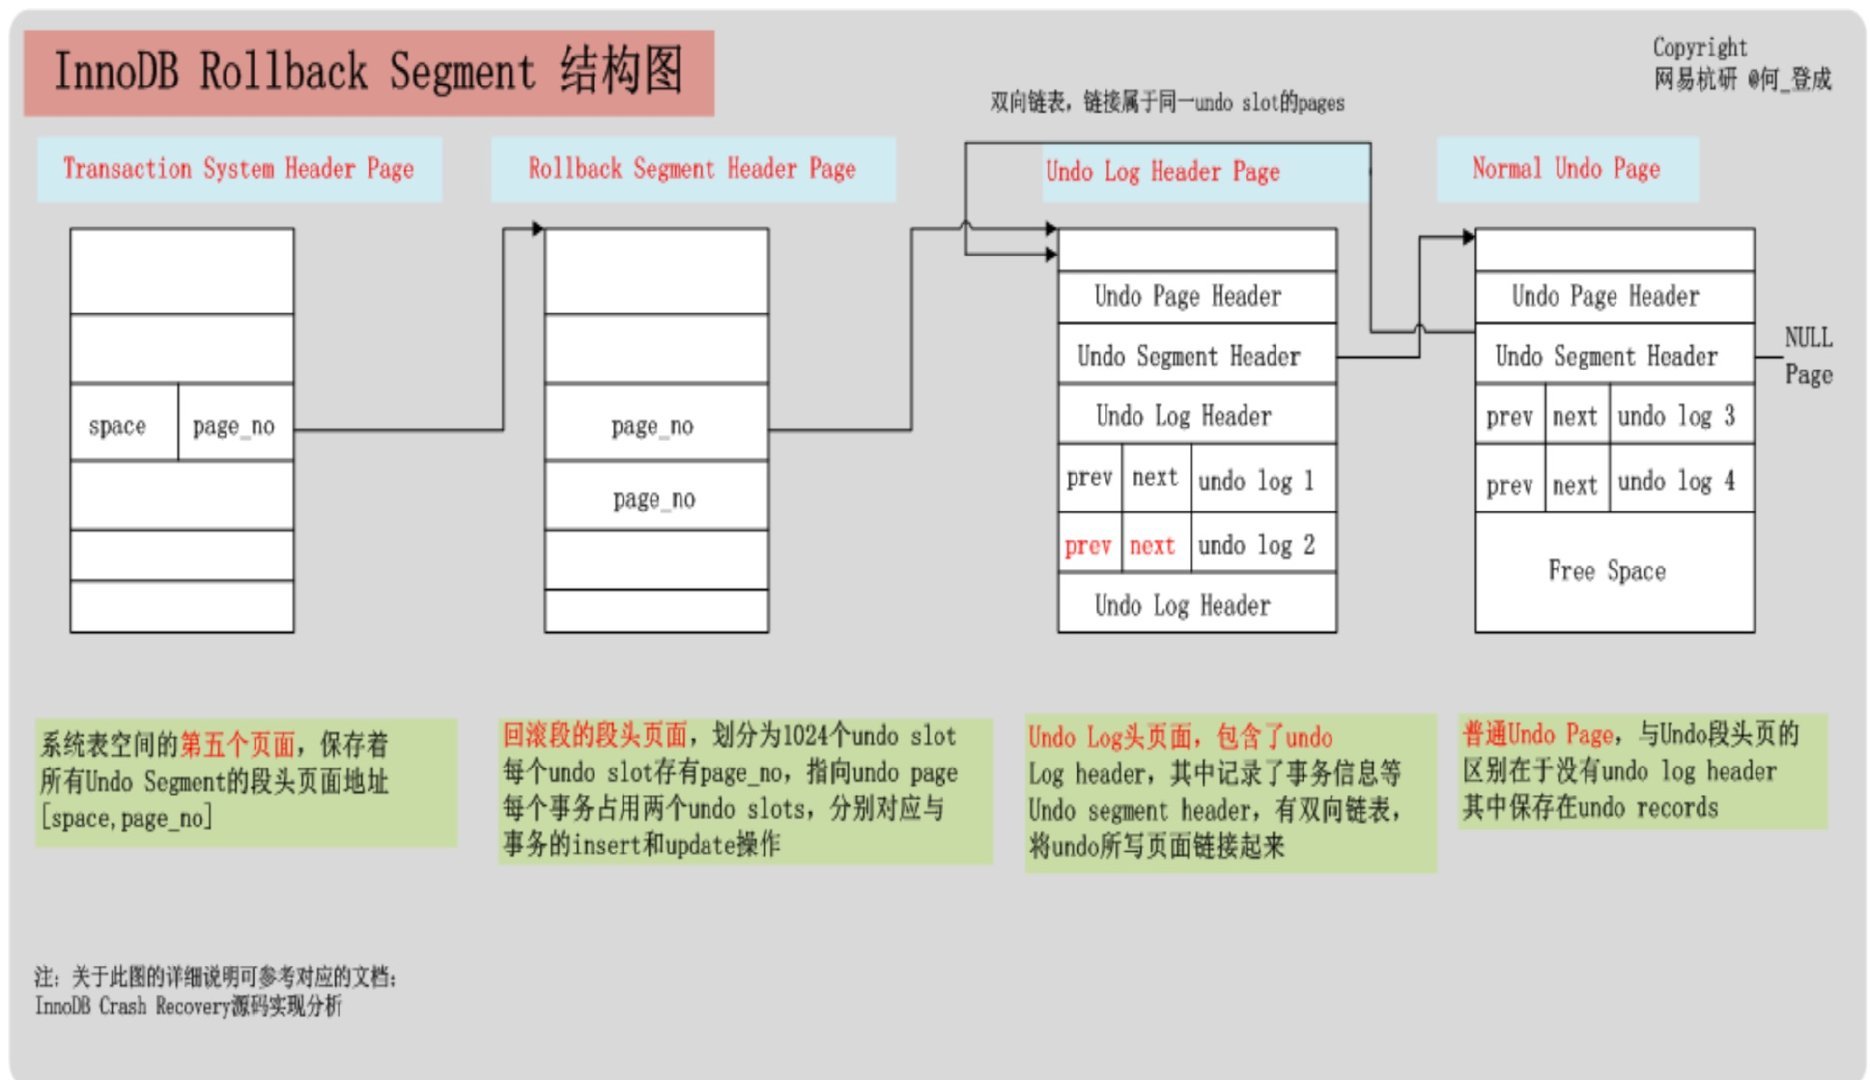 InnoDB Rollback Segment 结构图
Copyright
网易杭研 @何_登成
双向链表，链接属于同一undo slot的pages
Transaction System Header Page
Rollback Segment Header Page
Undo Log Header Page
Normal Undo Page
space
page_no
page_no
page_no
Undo Page Header
Undo Segment Header
Undo Log Header
prev
next
undo log 1
prev
next
undo log 2
Undo Log Header
Undo Page Header
Undo Segment Header
prev
next
undo log 3
prev
next
undo log 4
Free Space
NULL
Page
系统表空间的第五个页面，保存着
所有Undo Segment的段头页面地址
[space,page_no]
回滚段的段头页面，划分为1024个undo slot
每个undo slot存有page_no，指向undo page
每个事务占用两个undo slots，分别对应与
事务的insert和update操作
Undo Log头页面，包含了undo
Log header，其中记录了事务信息等
Undo segment header，有双向链表，
将undo所写页面链接起来
普通Undo Page，与Undo段头页的
区别在于没有undo log header
其中保存在undo records
注：关于此图的详细说明可参考对应的文档：
InnoDB Crash Recovery源码实现分析